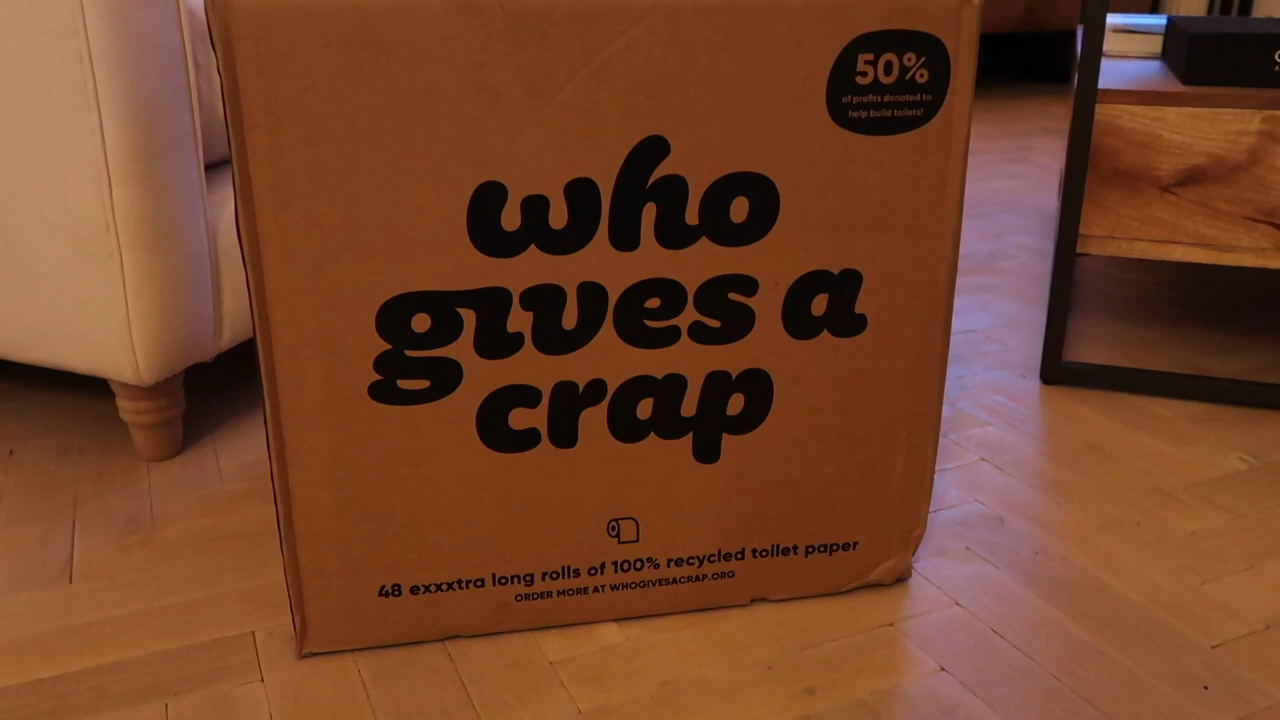 50%
of profits donated to
help build toilets!
who
gives a
crap
48 exxxtra long rolls of 100% recycled toilet paper
ORDER MORE AT WHOGIVESACRAP.ORG